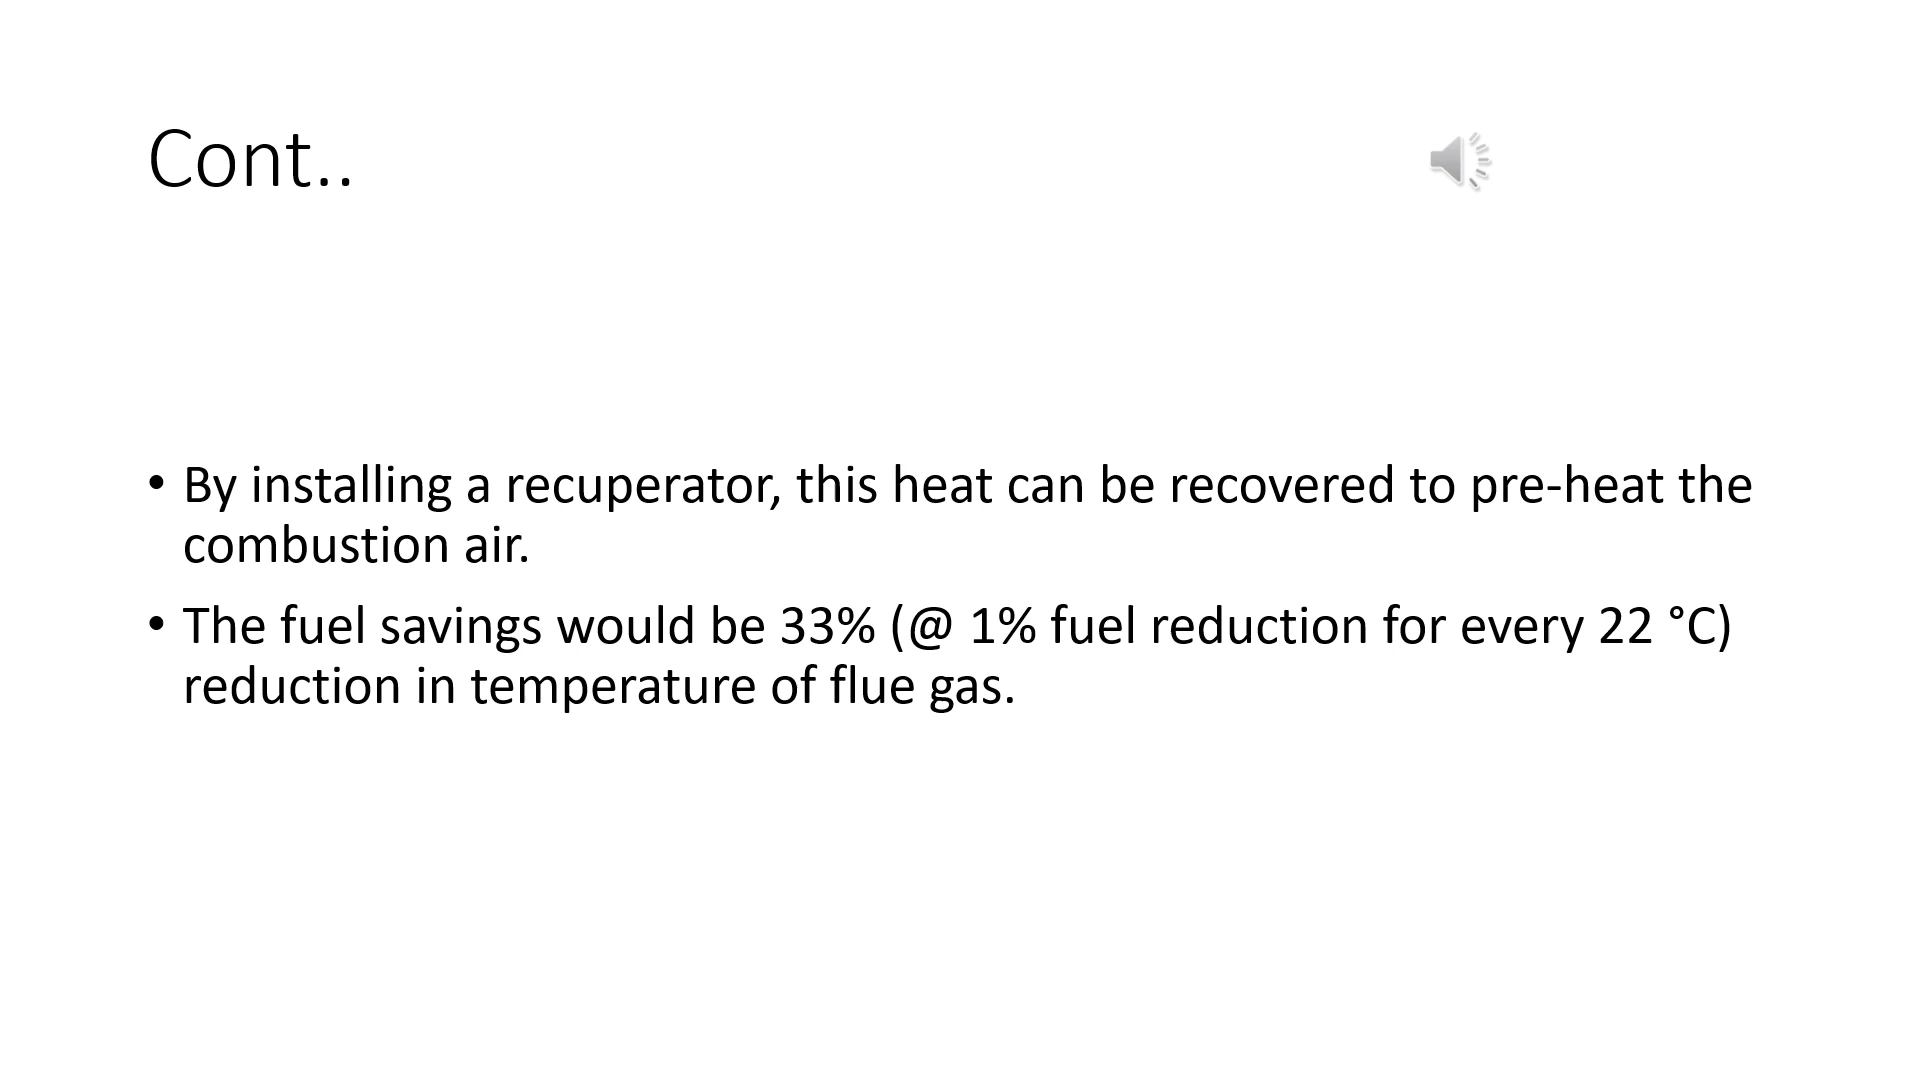 Cont..
• By installing a recuperator, this heat can be recovered to pre-heat the
combustion air.
• The fuel savings would be 33% (@ 1% fuel reduction for every 22 °C)
reduction in temperature of flue gas.